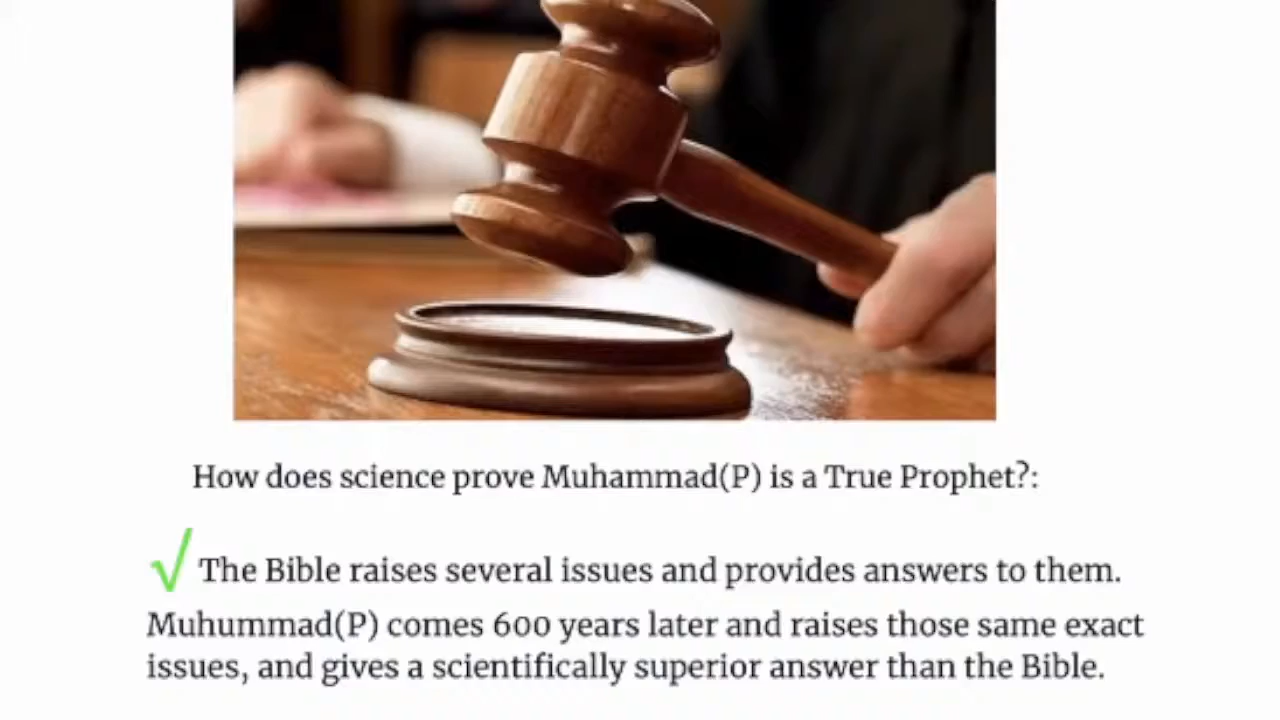 How does science prove Muhammad(P) is a True Prophet?:
√ The Bible raises several issues and provides answers to them.
Muhummad(P) comes 600 years later and raises those same exact
issues, and gives a scientifically superior answer than the Bible.